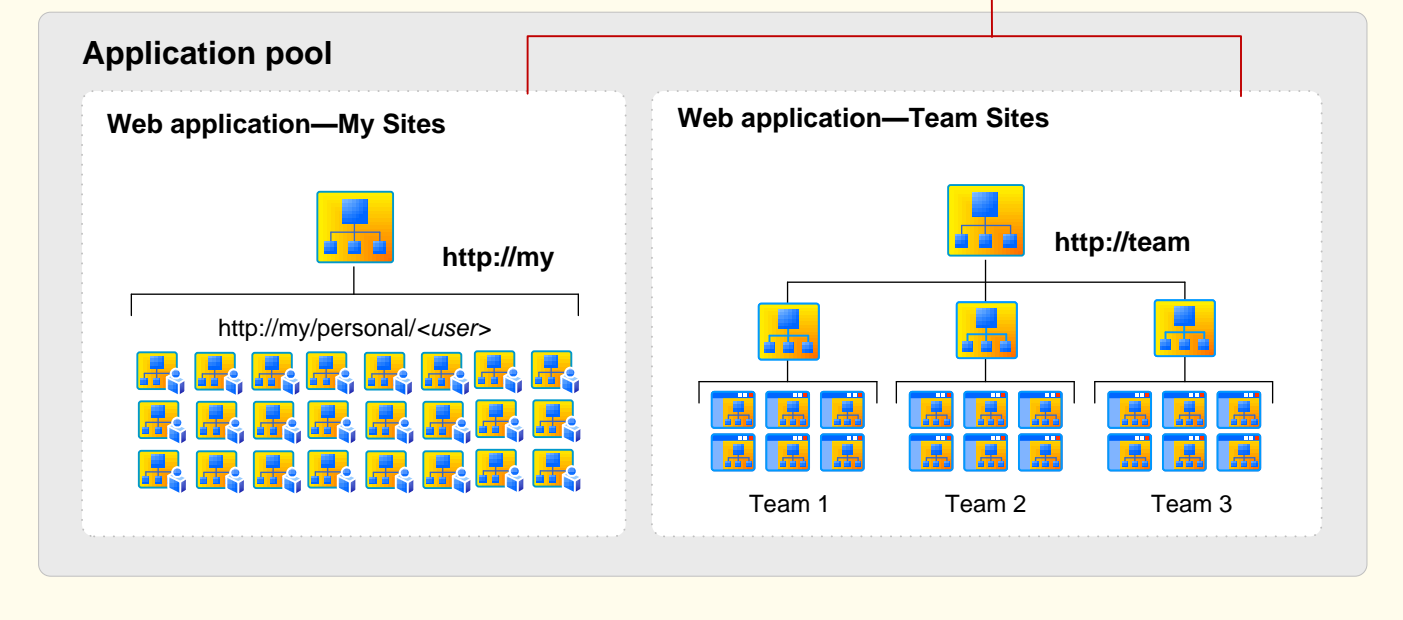 Application pool
Web application—My Sites
http://my
http://my/personal/<user>
Web application—Team Sites
http://team
Team 1
Team 2
Team 3